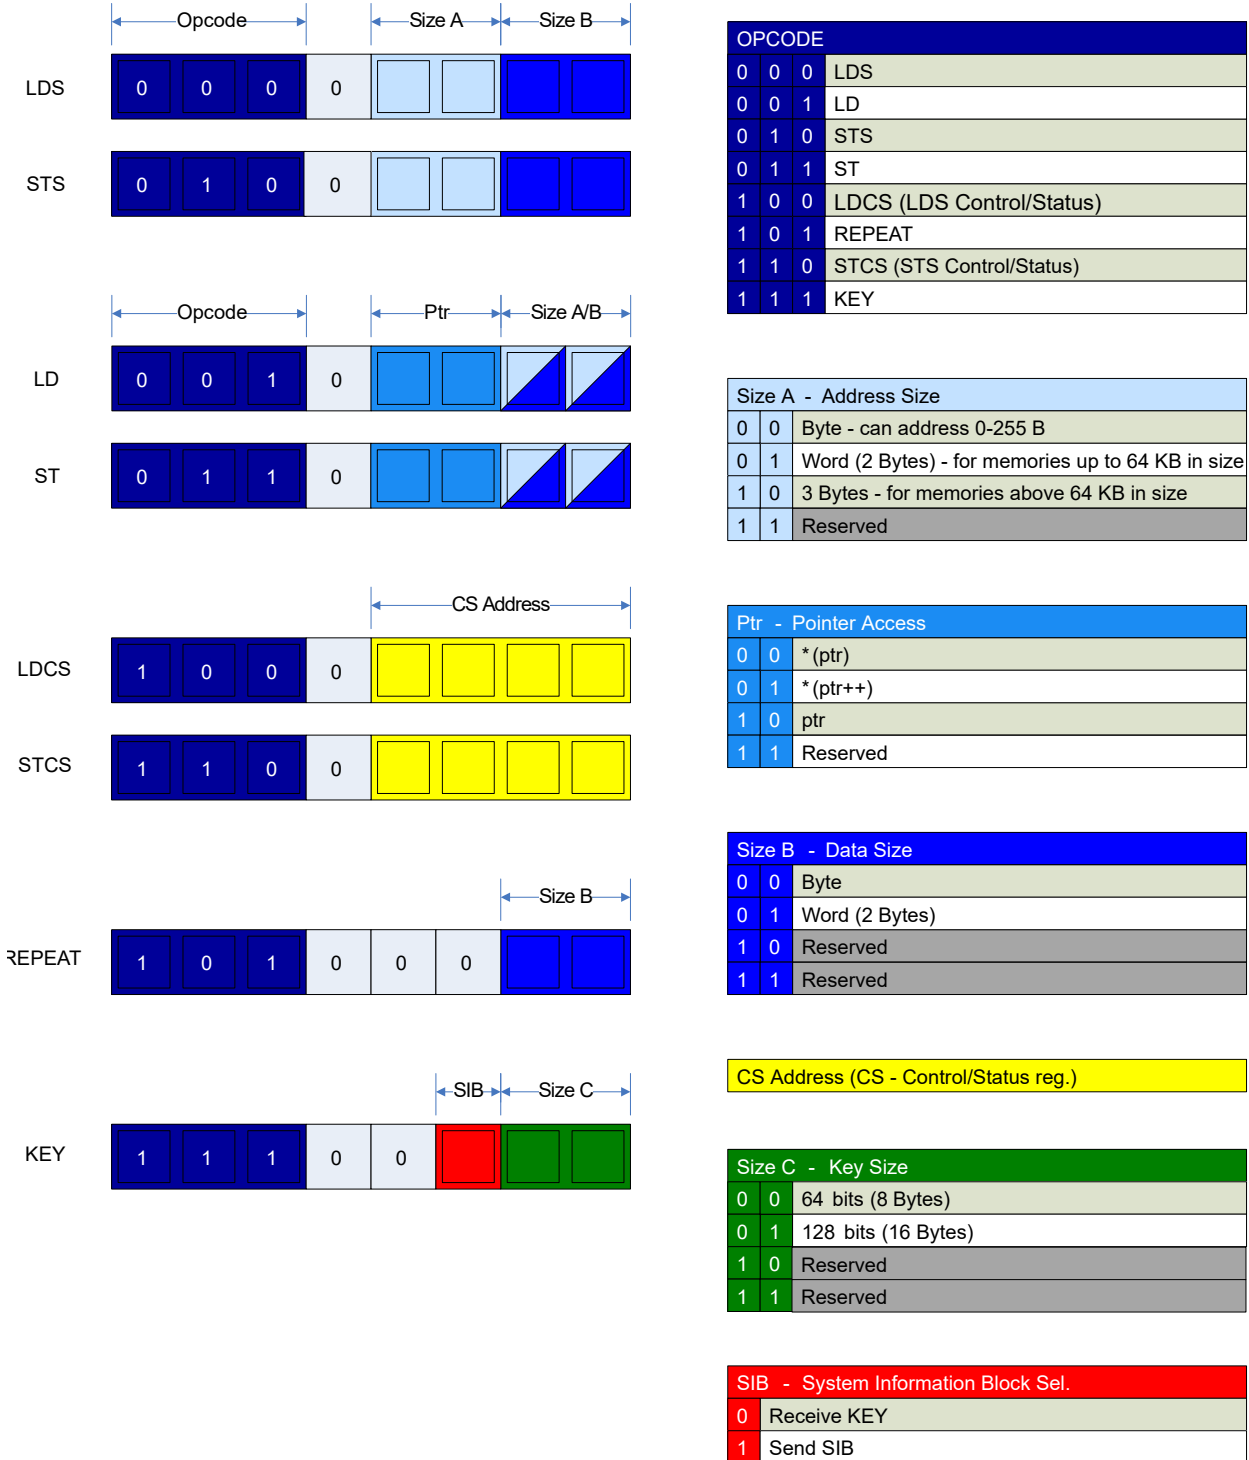 Opcode Size A Size B
LDS 0 0 0 0
STS 0 1 0 0
Opcode Ptr Size A/B
LD 0 0 1 0
ST 0 1 1 0
CS Address
LDCS 1 0 0 0
STCS 1 1 0 0
Size B
REPEAT 1 0 1 0 0 0
SIB Size C
KEY 1 1 1 0 0
OPCODE
0 0 0 LDS
0 0 1 LD
0 1 0 STS
0 1 1 ST
1 0 0 LDCS (LDS Control/Status)
1 0 1 REPEAT
1 1 0 STCS (STS Control/Status)
1 1 1 KEY
Size A - Address Size
0 0 Byte - can address 0-255 B
0 1 Word (2 Bytes) - for memories up to 64 KB in size
1 0 3 Bytes - for memories above 64 KB in size
1 1 Reserved
Ptr - Pointer Access
0 0 *(ptr)
0 1 *(ptr++)
1 0 ptr
1 1 Reserved
Size B - Data Size
0 0 Byte
0 1 Word (2 Bytes)
1 0 Reserved
1 1 Reserved
CS Address (CS - Control/Status reg.)
Size C - Key Size
0 0 64 bits (8 Bytes)
0 1 128 bits (16 Bytes)
1 0 Reserved
1 1 Reserved
SIB - System Information Block Sel.
0 Receive KEY
1 Send SIB